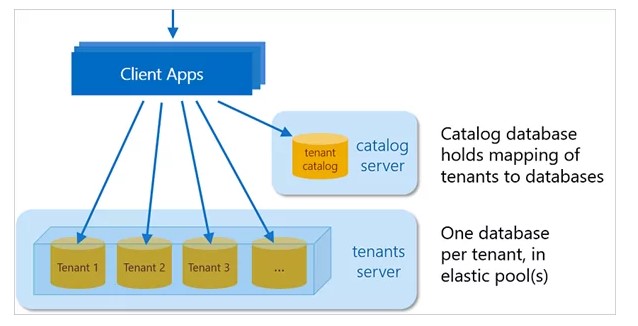 Client Apps
tenant
catalog
catalog
server
Catalog database
holds mapping of
tenants to databases
Tenant 1
Tenant 2
Tenant 3
...
tenants
server
One database
per tenant, in
elastic pool(s)